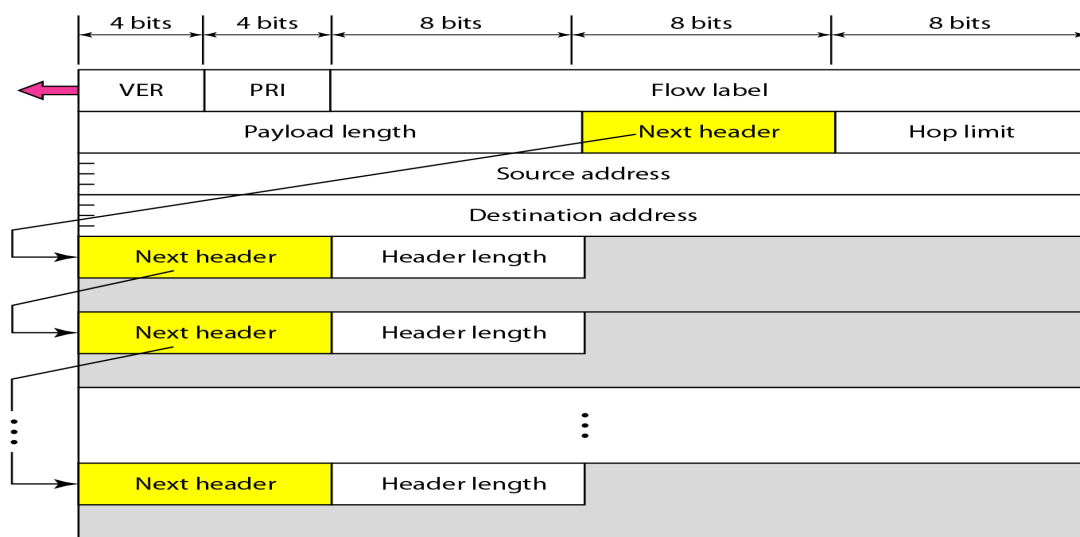 4 bits 4 bits 8 bits 8 bits 8 bits
VER PRI Flow label
Payload length Next header Hop limit
Source address
Destination address
Next header Header length
Next header Header length
Next header Header length